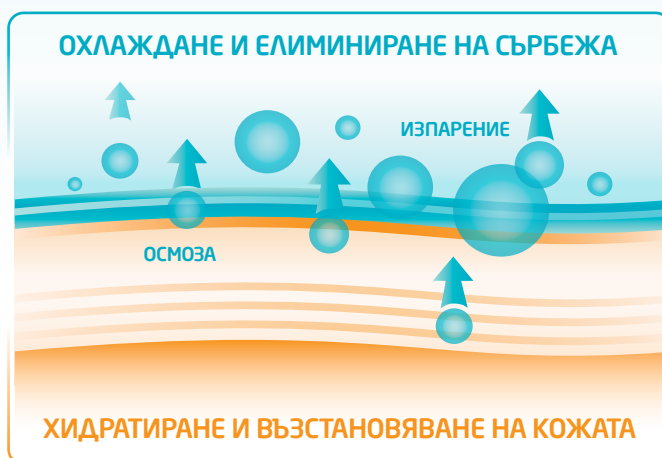 ОХЛАЖДАНЕ И ЕЛИМИНИРАНЕ НА СЪРБЕЖА
ИЗПАРЕНИЕ
ОСМОЗА
ХИДРАТИРАНЕ И ВЪЗСТАНОВЯВАНЕ НА КОЖАТА